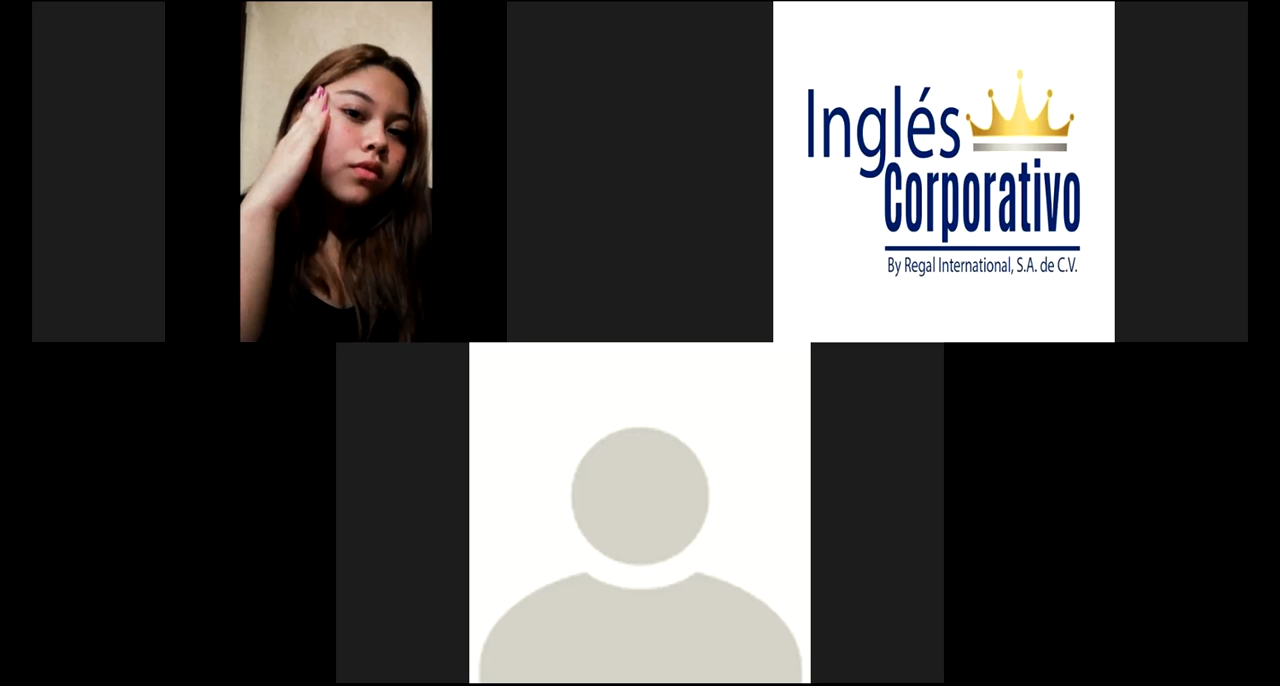 Inglés
Corporativo
By Regal International, S.A. de C.V.